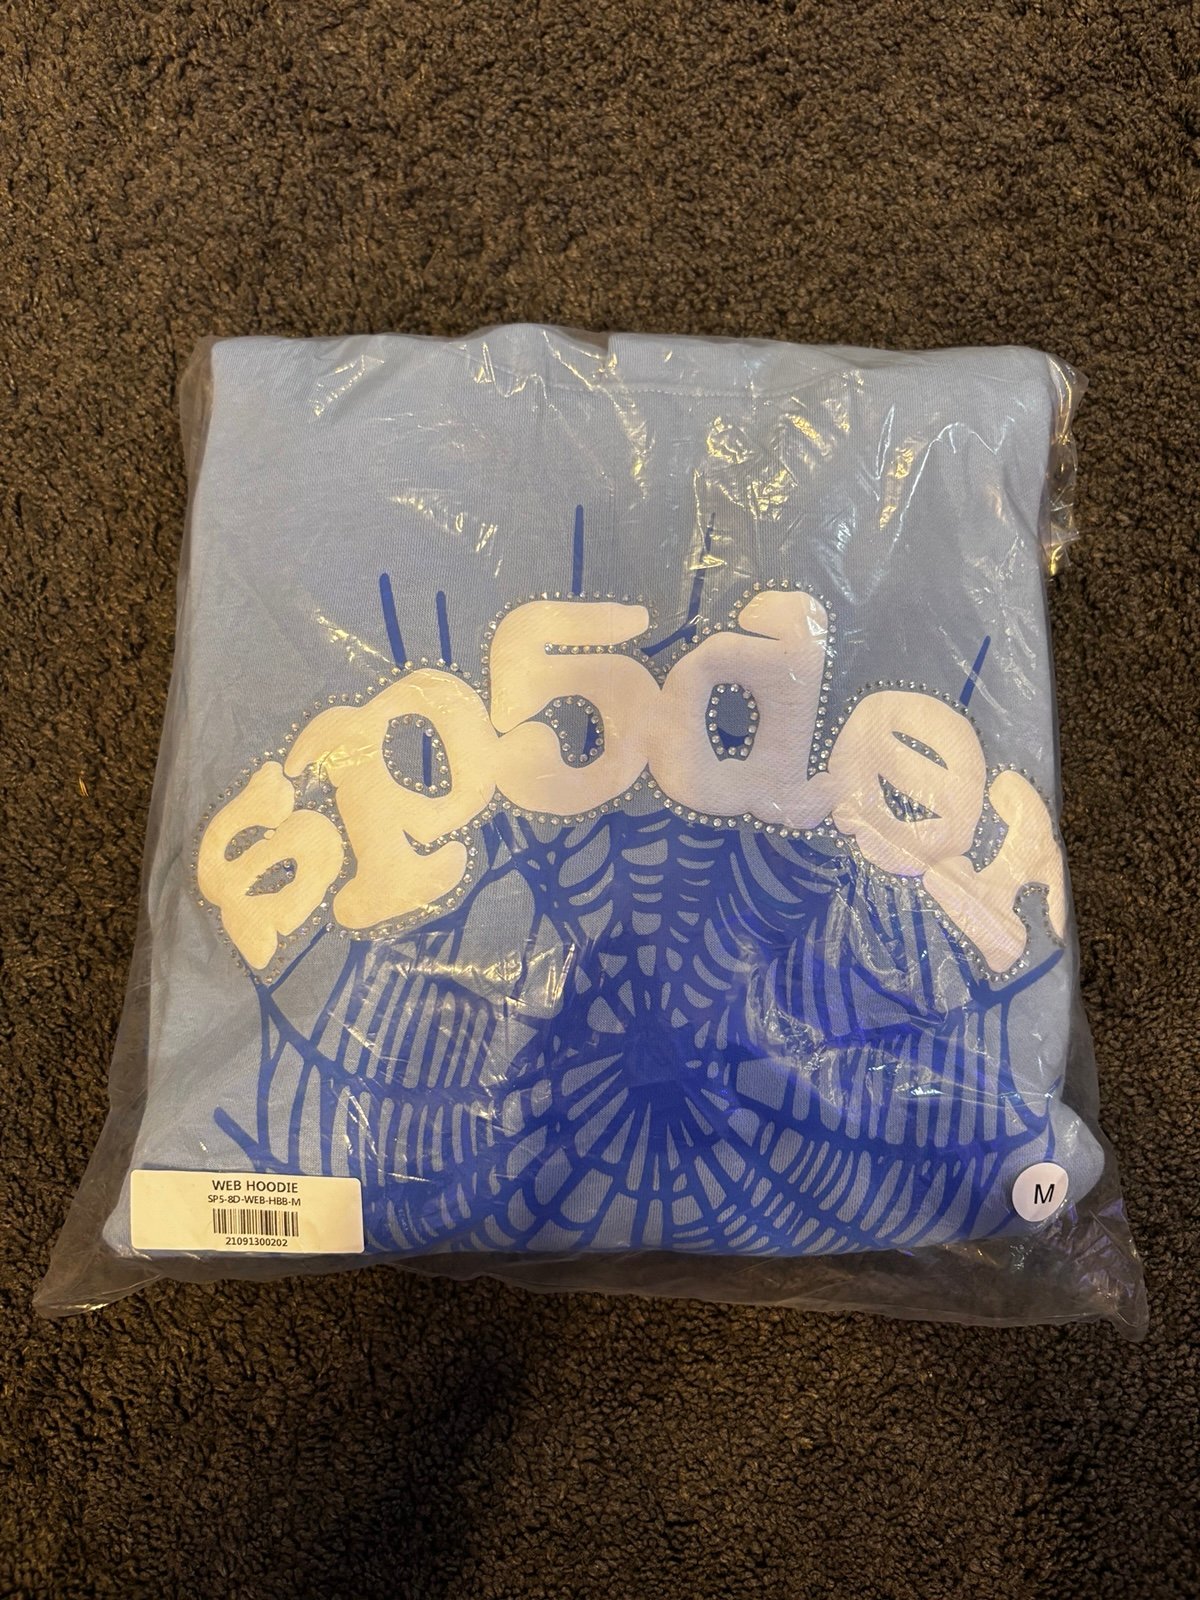 sp5der
WEB HOODIE
SP5-8D-WEB-HBB-M
21091300202
M